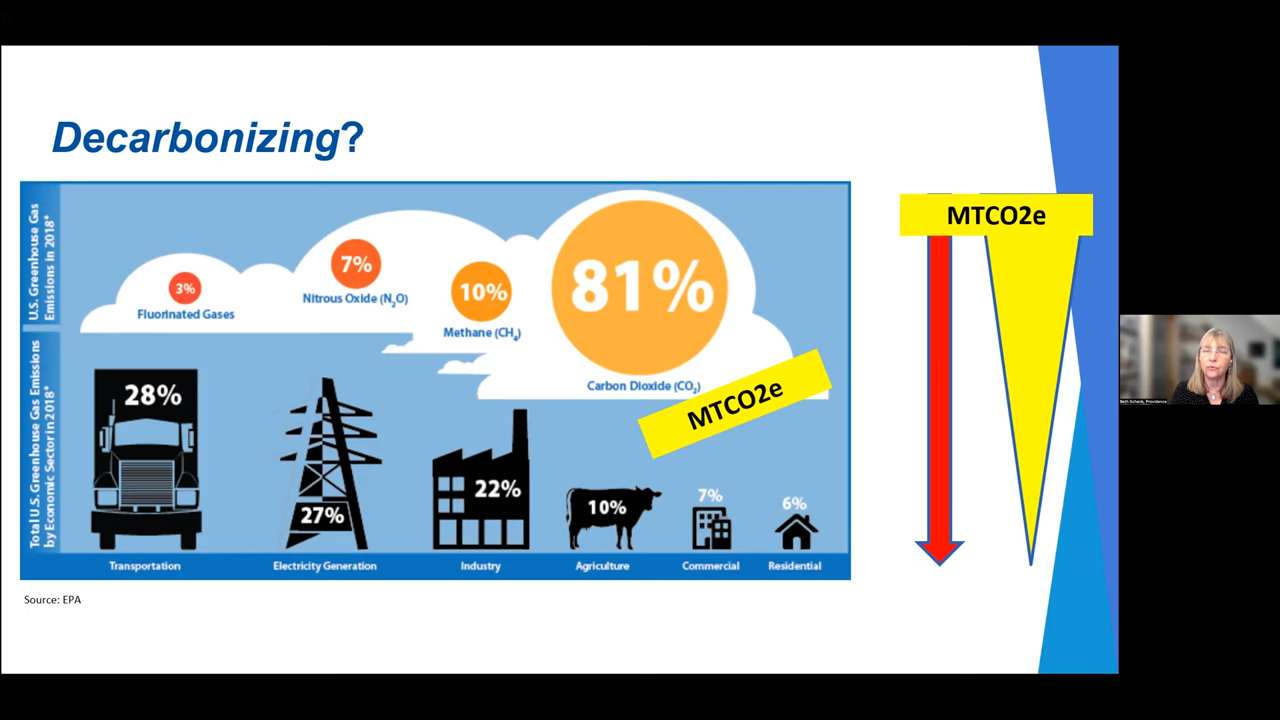 Decarbonizing?
U.S. Greenhouse Gas
Emissions in 2018*
3%
Fluorinated Gases
7%
Nitrous Oxide (N₂O)
10%
Methane (CH₄)
81%
Carbon Dioxide (CO₂)
MTCO2e
Total U.S. Greenhouse Gas Emissions
by Economic Sector in 2018*
28%
27%
22%
10%
7%
6%
Transportation
Electricity Generation
Industry
Agriculture
Commercial
Residential
Source: EPA
MTCO2e
Beth Schenk, Providence